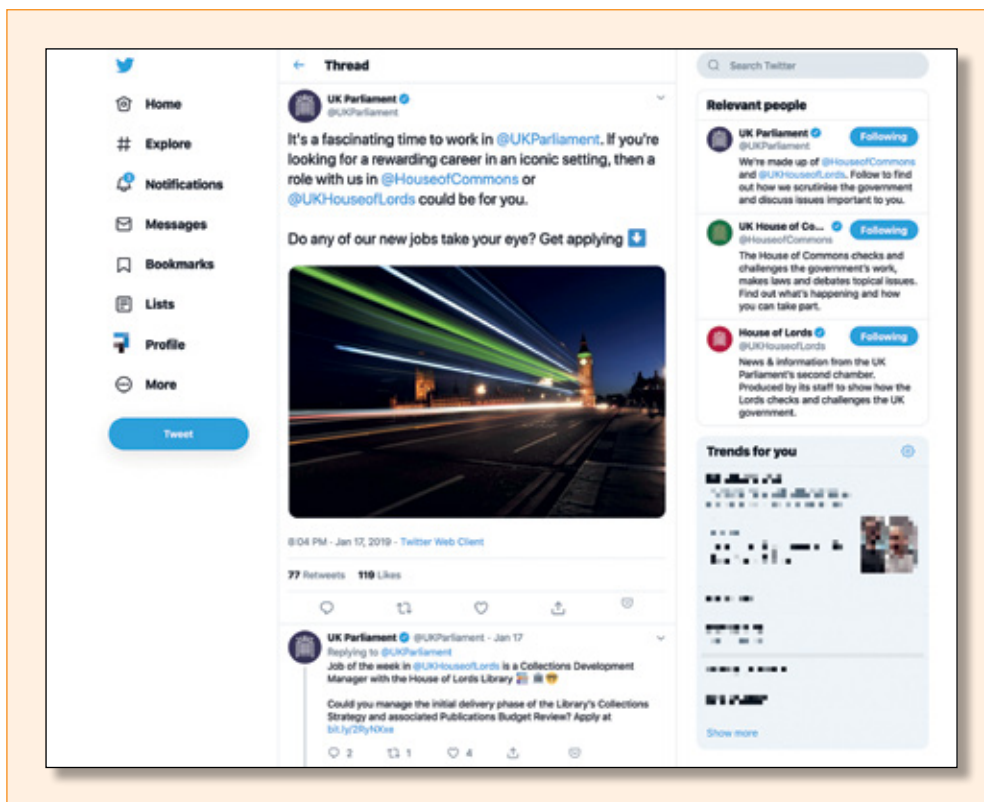 Home
Explore
Notifications
Messages
Bookmarks
Lists
Profile
More
Tweet
Thread
UK Parliament
@UKParliament
It's a fascinating time to work in @UKParliament. If you're
looking for a rewarding career in an iconic setting, then a
role with us in @HouseofCommons or
@UKHouseofLords could be for you.
Do any of our new jobs take your eye? Get applying ⬇️
8:04 PM - Jan 17, 2019 - Twitter Web Client
77 Retweets 119 Likes
UK Parliament @UKParliament - Jan 17
Replying to @UKParliament
Job of the week in @UKHouseofLords is a Collections Development
Manager with the House of Lords Library
Could you manage the initial delivery phase of the Library's Collections
Strategy and associated Publications Budget Review? Apply at
bit.ly/2RyNXxe
2 1 4
Search Twitter
Relevant people
UK Parliament
Following
@UKParliament
We're made up of @HouseofCommons
and @UKHouseofLords. Follow to find
out how we scrutinise the government
and discuss issues important to you.
UK House of Co...
Following
@HouseofCommons
The House of Commons checks and
challenges the government's work,
makes laws and debates topical issues.
Find out what's happening and how
you can take part.
House of Lords
Following
@UKHouseofLords
News & information from the UK
Parliament's second chamber.
Produced by its staff to show how the
Lords checks and challenges the UK
government.
Trends for you
Show more